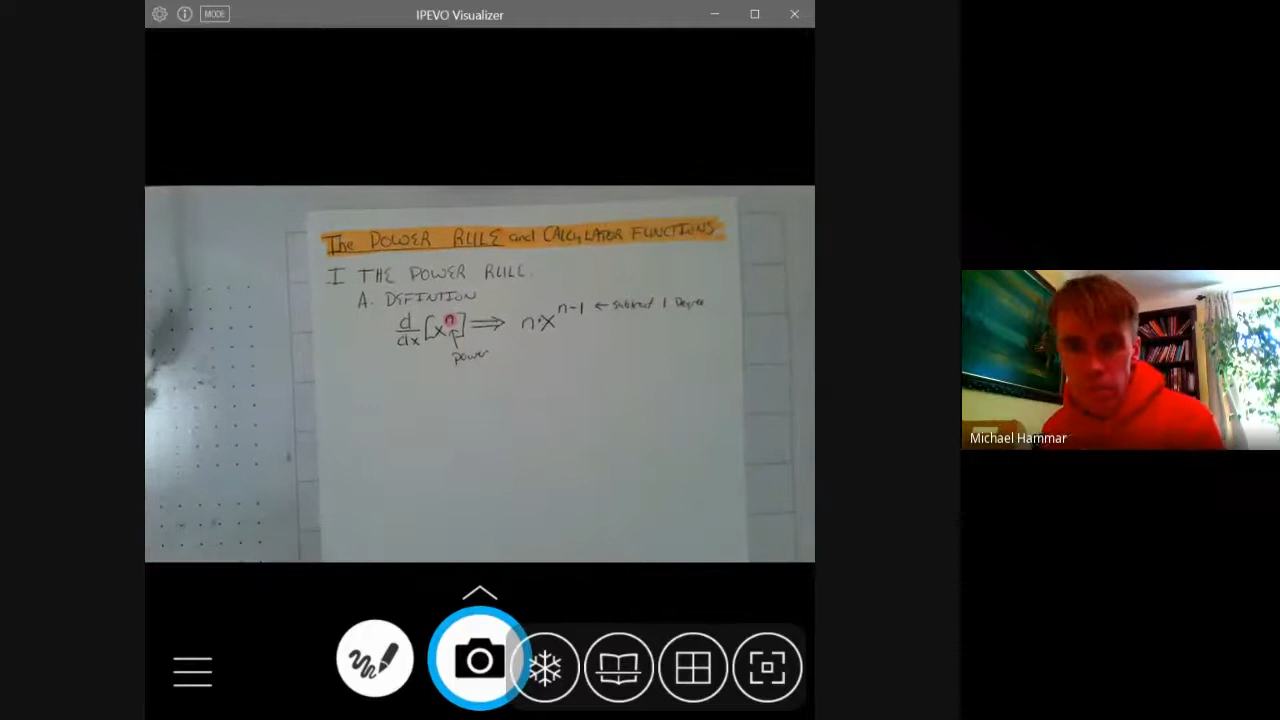 MODE
IPEVO Visualizer
The POWER RULE and CALCULATOR FUNCTIONS
I THE POWER RULE.
A. DEFINTION
d/dx [x^n] ⟹ n·x^n-1 ← subtract 1 Degree
power
Michael Hammar